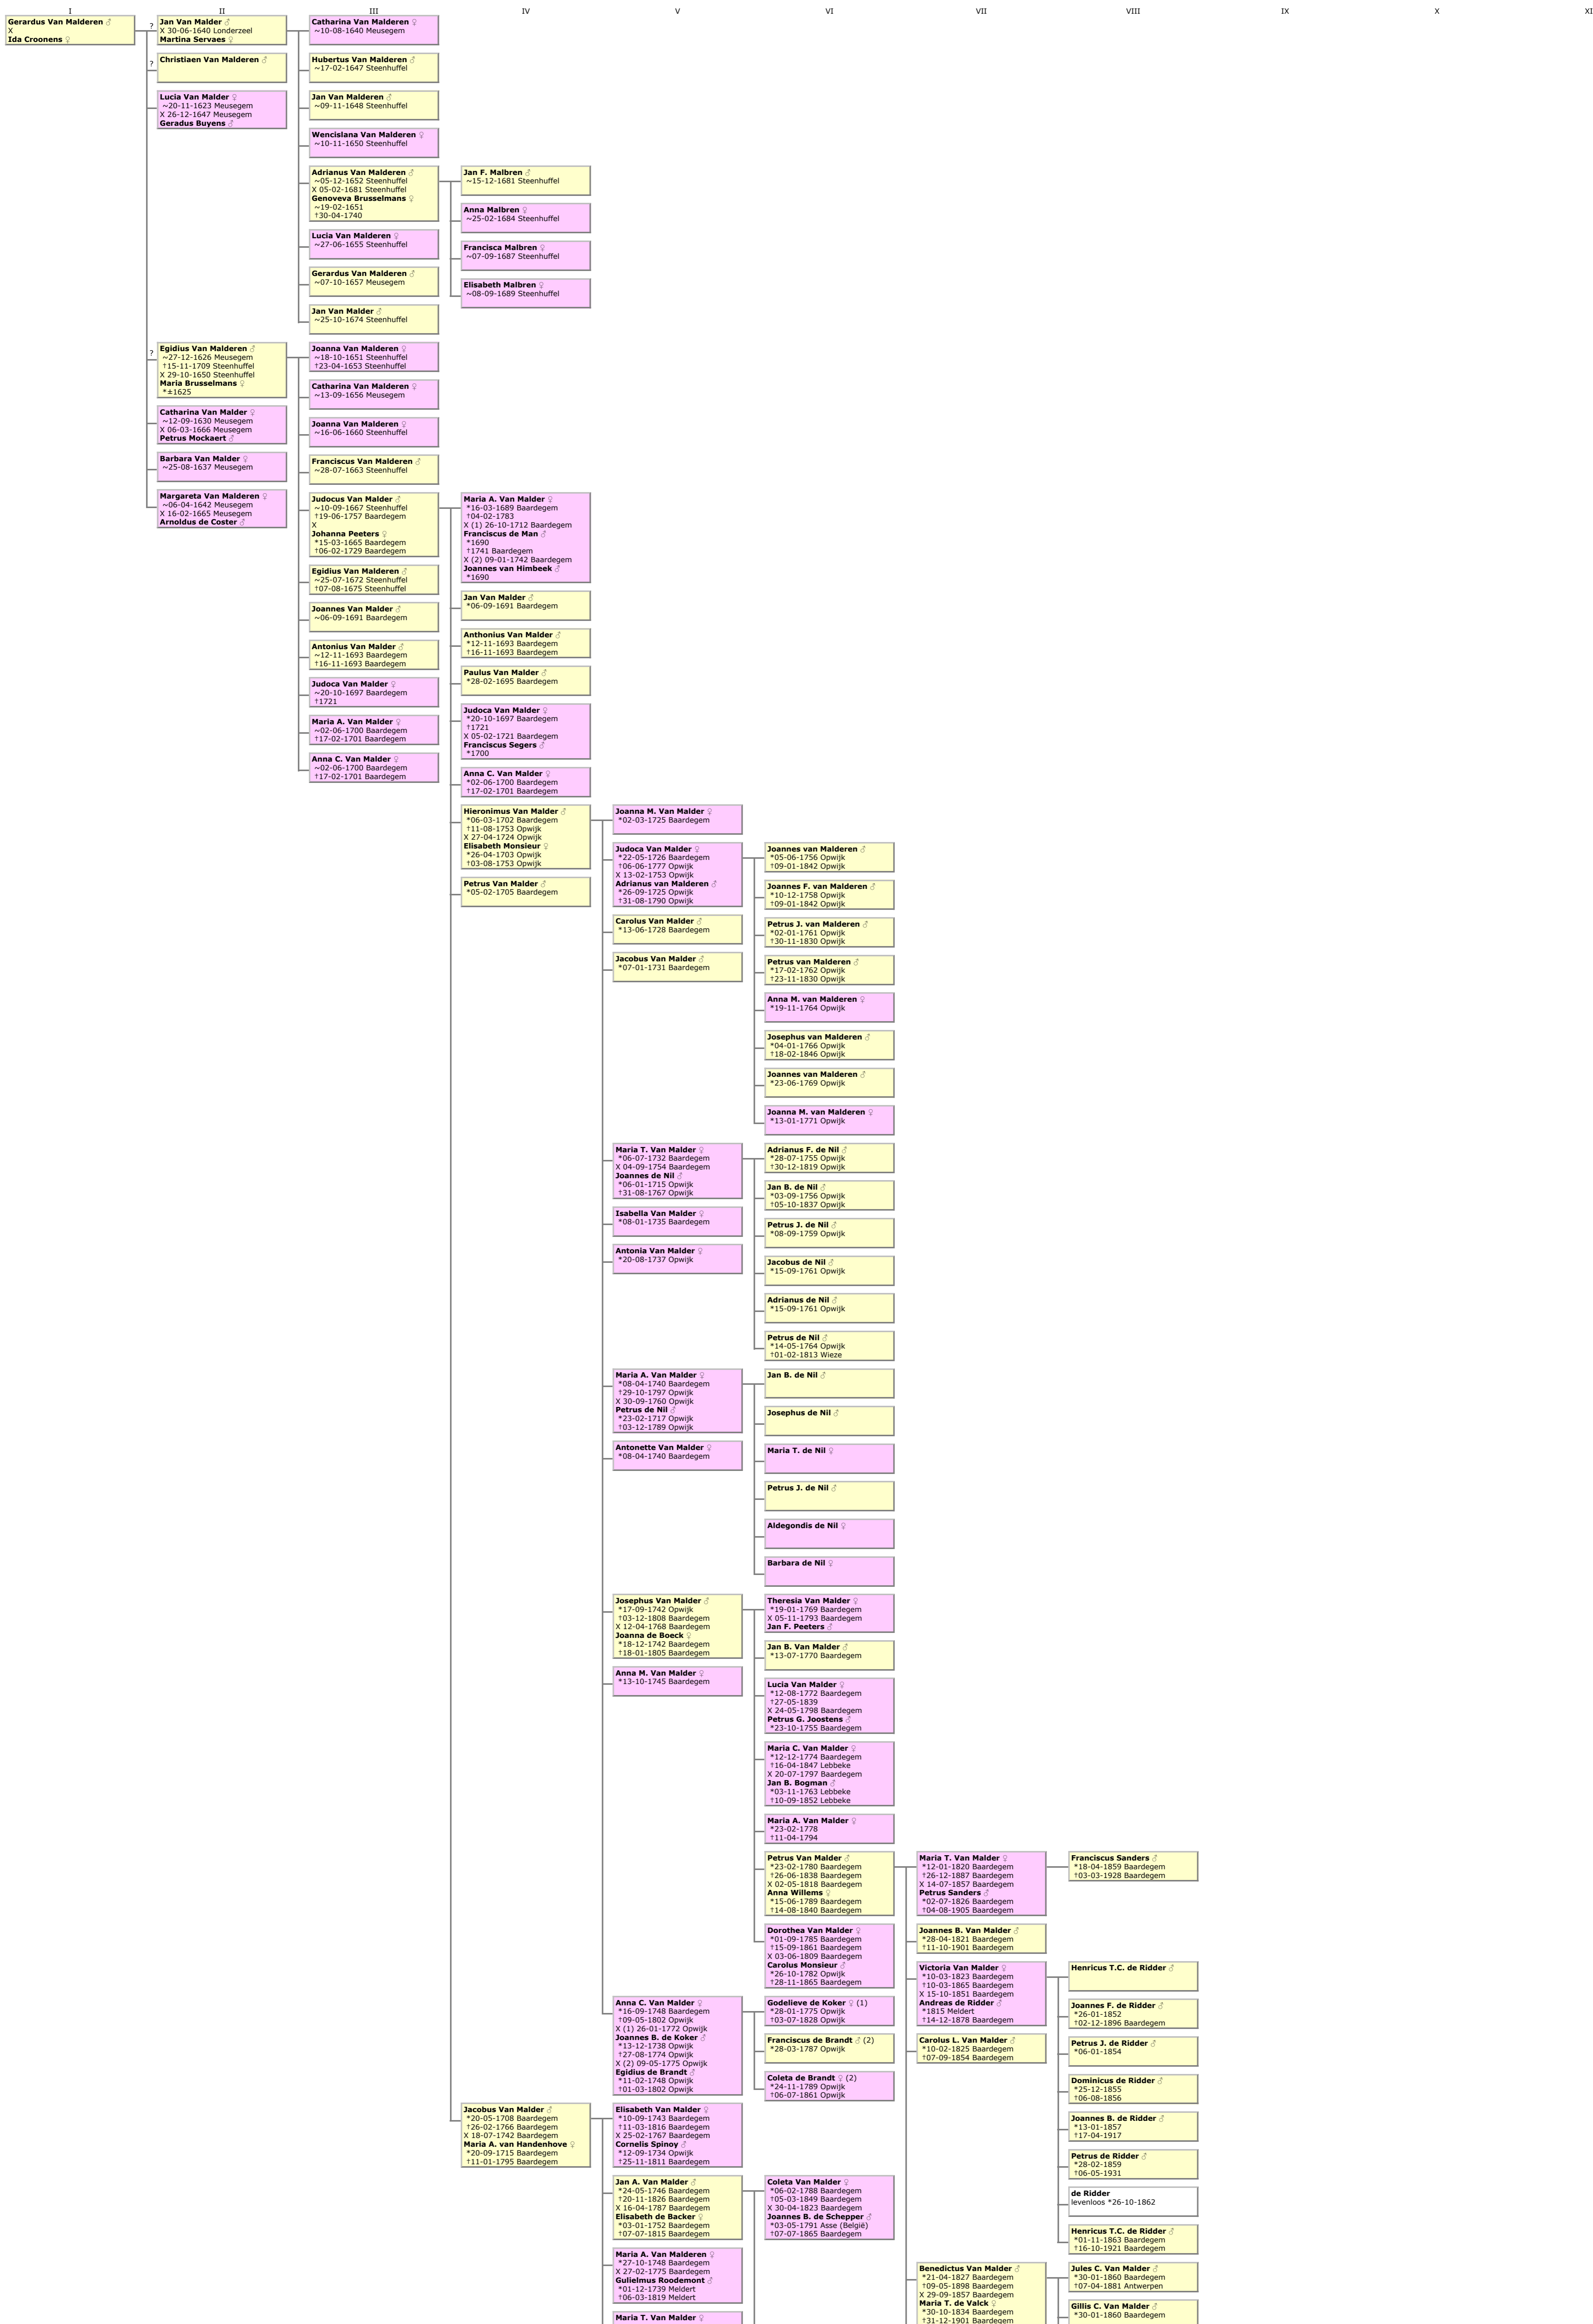 I
II
III
IV
V
VI
VII
VIII
IX
X
XI
Gerardus Van Malderen ♂
X
Ida Croonens ♀
?
Jan Van Malder ♂
X 30-06-1640 Londerzeel
Martina Servaes ♀
?
Christiaen Van Malderen ♂
Lucia Van Malder ♀
~20-11-1623 Meusegem
X 26-12-1647 Meusegem
Geradus Buyens ♂
?
Egidius Van Malderen ♂
~27-12-1626 Meusegem
†15-11-1709 Steenhuffel
X 29-10-1650 Steenhuffel
Maria Brusselmans ♀
*±1625
Catharina Van Malder ♀
~12-09-1630 Meusegem
X 06-03-1666 Meusegem
Petrus Mockaert ♂
Barbara Van Malder ♀
~25-08-1637 Meusegem
Margareta Van Malderen ♀
~06-04-1642 Meusegem
X 16-02-1665 Meusegem
Arnoldus de Coster ♂
Catharina Van Malderen ♀
~10-08-1640 Meusegem
Hubertus Van Malderen ♂
~17-02-1647 Steenhuffel
Jan Van Malderen ♂
~09-11-1648 Steenhuffel
Wencislana Van Malderen ♀
~10-11-1650 Steenhuffel
Adrianus Van Malderen ♂
~05-12-1652 Steenhuffel
X 05-02-1681 Steenhuffel
Genoveva Brusselmans ♀
~19-02-1651
†30-04-1740
Lucia Van Malderen ♀
~27-06-1655 Steenhuffel
Gerardus Van Malderen ♂
~07-10-1657 Meusegem
Jan Van Malder ♂
~25-10-1674 Steenhuffel
Joanna Van Malderen ♀
~18-10-1651 Steenhuffel
†23-04-1653 Steenhuffel
Catharina Van Malderen ♀
~13-09-1656 Meusegem
Joanna Van Malderen ♀
~16-06-1660 Steenhuffel
Franciscus Van Malderen ♂
~28-07-1663 Steenhuffel
Judocus Van Malder ♂
~10-09-1667 Steenhuffel
†19-06-1757 Baardegem
X
Johanna Peeters ♀
*15-03-1665 Baardegem
†06-02-1729 Baardegem
Egidius Van Malderen ♂
~25-07-1672 Steenhuffel
†07-08-1675 Steenhuffel
Joannes Van Malder ♂
~06-09-1691 Baardegem
Antonius Van Malder ♂
~12-11-1693 Baardegem
†16-11-1693 Baardegem
Judoca Van Malder ♀
~20-10-1697 Baardegem
†1721
Maria A. Van Malder ♀
~02-06-1700 Baardegem
†17-02-1701 Baardegem
Anna C. Van Malder ♀
~02-06-1700 Baardegem
†17-02-1701 Baardegem
Jan F. Malbren ♂
~15-12-1681 Steenhuffel
Anna Malbren ♀
~25-02-1684 Steenhuffel
Francisca Malbren ♀
~07-09-1687 Steenhuffel
Elisabeth Malbren ♀
~08-09-1689 Steenhuffel
Maria A. Van Malder ♀
*16-03-1689 Baardegem
†04-02-1783
X (1) 26-10-1712 Baardegem
Franciscus de Man ♂
*1690
†1741 Baardegem
X (2) 09-01-1742 Baardegem
Joannes van Himbeek ♂
*1690
Jan Van Malder ♂
*06-09-1691 Baardegem
Anthonius Van Malder ♂
*12-11-1693 Baardegem
†16-11-1693 Baardegem
Paulus Van Malder ♂
*28-02-1695 Baardegem
Judoca Van Malder ♀
*20-10-1697 Baardegem
†1721
X 05-02-1721 Baardegem
Franciscus Segers ♂
*1700
Anna C. Van Malder ♀
*02-06-1700 Baardegem
†17-02-1701 Baardegem
Hieronimus Van Malder ♂
*06-03-1702 Baardegem
†11-08-1753 Opwijk
X 27-04-1724 Opwijk
Elisabeth Monsieur ♀
*26-04-1703 Opwijk
†03-08-1753 Opwijk
Petrus Van Malder ♂
*05-02-1705 Baardegem
Jacobus Van Malder ♂
*20-05-1708 Baardegem
†26-02-1766 Baardegem
X 18-07-1742 Baardegem
Maria A. van Handenhove ♀
*20-09-1715 Baardegem
†11-01-1795 Baardegem
Joanna M. Van Malder ♀
*02-03-1725 Baardegem
Judoca Van Malder ♀
*22-05-1726 Baardegem
†06-06-1777 Opwijk
X 13-02-1753 Opwijk
Adrianus van Malderen ♂
*26-09-1725 Opwijk
†31-08-1790 Opwijk
Carolus Van Malder ♂
*13-06-1728 Baardegem
Jacobus Van Malder ♂
*07-01-1731 Baardegem
Maria T. Van Malder ♀
*06-07-1732 Baardegem
X 04-09-1754 Baardegem
Joannes de Nil ♂
*06-01-1715 Opwijk
†31-08-1767 Opwijk
Isabella Van Malder ♀
*08-01-1735 Baardegem
Antonia Van Malder ♀
*20-08-1737 Opwijk
Maria A. Van Malder ♀
*08-04-1740 Baardegem
†29-10-1797 Opwijk
X 30-09-1760 Opwijk
Petrus de Nil ♂
*23-02-1717 Opwijk
†03-12-1789 Opwijk
Antonette Van Malder ♀
*08-04-1740 Baardegem
Josephus Van Malder ♂
*17-09-1742 Opwijk
†03-12-1808 Baardegem
X 12-04-1768 Baardegem
Joanna de Boeck ♀
*18-12-1742 Baardegem
†18-01-1805 Baardegem
Anna M. Van Malder ♀
*13-10-1745 Baardegem
Anna C. Van Malder ♀
*16-09-1748 Baardegem
†09-05-1802 Opwijk
X (1) 26-01-1772 Opwijk
Joannes B. de Koker ♂
*13-12-1738 Opwijk
†27-08-1774 Opwijk
X (2) 09-05-1775 Opwijk
Egidius de Brandt ♂
*11-02-1748 Opwijk
†01-03-1802 Opwijk
Elisabeth Van Malder ♀
*10-09-1743 Baardegem
†11-03-1816 Baardegem
X 25-02-1767 Baardegem
Cornelis Spinoy ♂
*12-09-1734 Opwijk
†25-11-1811 Baardegem
Jan A. Van Malder ♂
*24-05-1746 Baardegem
†20-11-1826 Baardegem
X 16-04-1787 Baardegem
Elisabeth de Backer ♀
*03-01-1752 Baardegem
†07-07-1815 Baardegem
Maria A. Van Malderen ♀
*27-10-1748 Baardegem
X 27-02-1775 Baardegem
Gulielmus Roodemont ♂
*01-12-1739 Meldert
†06-03-1819 Meldert
Maria T. Van Malder ♀
Joannes van Malderen ♂
*05-06-1756 Opwijk
†09-01-1842 Opwijk
Joannes F. van Malderen ♂
*10-12-1758 Opwijk
†09-01-1842 Opwijk
Petrus J. van Malderen ♂
*02-01-1761 Opwijk
†30-11-1830 Opwijk
Petrus van Malderen ♂
*17-02-1762 Opwijk
†23-11-1830 Opwijk
Anna M. van Malderen ♀
*19-11-1764 Opwijk
Josephus van Malderen ♂
*04-01-1766 Opwijk
†18-02-1846 Opwijk
Joannes van Malderen ♂
*23-06-1769 Opwijk
Joanna M. van Malderen ♀
*13-01-1771 Opwijk
Adrianus F. de Nil ♂
*28-07-1755 Opwijk
†30-12-1819 Opwijk
Jan B. de Nil ♂
*03-09-1756 Opwijk
†05-10-1837 Opwijk
Petrus J. de Nil ♂
*08-09-1759 Opwijk
Jacobus de Nil ♂
*15-09-1761 Opwijk
Adrianus de Nil ♂
*15-09-1761 Opwijk
Petrus de Nil ♂
*14-05-1764 Opwijk
†01-02-1813 Wieze
Jan B. de Nil ♂
Josephus de Nil ♂
Maria T. de Nil ♀
Petrus J. de Nil ♂
Aldegondis de Nil ♀
Barbara de Nil ♀
Theresia Van Malder ♀
*19-01-1769 Baardegem
X 05-11-1793 Baardegem
Jan F. Peeters ♂
Jan B. Van Malder ♂
*13-07-1770 Baardegem
Lucia Van Malder ♀
*12-08-1772 Baardegem
†27-05-1839
X 24-05-1798 Baardegem
Petrus G. Joostens ♂
*23-10-1755 Baardegem
Maria C. Van Malder ♀
*12-12-1774 Baardegem
†16-04-1847 Lebbeke
X 20-07-1797 Baardegem
Jan B. Bogman ♂
*03-11-1763 Lebbeke
†10-09-1852 Lebbeke
Maria A. Van Malder ♀
*23-02-1778
†11-04-1794
Petrus Van Malder ♂
*23-02-1780 Baardegem
†26-06-1838 Baardegem
X 02-05-1818 Baardegem
Anna Willems ♀
*15-06-1789 Baardegem
†14-08-1840 Baardegem
Dorothea Van Malder ♀
*01-09-1785 Baardegem
†15-09-1861 Baardegem
X 03-06-1809 Baardegem
Carolus Monsieur ♂
*26-10-1782 Opwijk
†28-11-1865 Baardegem
Godelieve de Koker ♀ (1)
*28-01-1775 Opwijk
†03-07-1828 Opwijk
Franciscus de Brandt ♂ (2)
*28-03-1787 Opwijk
Coleta de Brandt ♀ (2)
*24-11-1789 Opwijk
†06-07-1861 Opwijk
Coleta Van Malder ♀
*06-02-1788 Baardegem
†05-03-1849 Baardegem
X 30-04-1823 Baardegem
Joannes B. de Schepper ♂
*03-05-1791 Asse (België)
†07-07-1865 Baardegem
Maria T. Van Malder ♀
*12-01-1820 Baardegem
†26-12-1887 Baardegem
X 14-07-1857 Baardegem
Petrus Sanders ♂
*02-07-1826 Baardegem
†04-08-1905 Baardegem
Joannes B. Van Malder ♂
*28-04-1821 Baardegem
†11-10-1901 Baardegem
Victoria Van Malder ♀
*10-03-1823 Baardegem
†10-03-1865 Baardegem
X 15-10-1851 Baardegem
Andreas de Ridder ♂
*1815 Meldert
†14-12-1878 Baardegem
Carolus L. Van Malder ♂
*10-02-1825 Baardegem
†07-09-1854 Baardegem
Benedictus Van Malder ♂
*21-04-1827 Baardegem
†09-05-1898 Baardegem
X 29-09-1857 Baardegem
Maria T. de Valck ♀
*30-10-1834 Baardegem
†31-12-1901 Baardegem
Franciscus Sanders ♂
*18-04-1859 Baardegem
†03-03-1928 Baardegem
Henricus T.C. de Ridder ♂
Joannes F. de Ridder ♂
*26-01-1852
†02-12-1896 Baardegem
Petrus J. de Ridder ♂
*06-01-1854
Dominicus de Ridder ♂
*25-12-1855
†06-08-1856
Joannes B. de Ridder ♂
*13-01-1857
†17-04-1917
Petrus de Ridder ♂
*28-02-1859
†06-05-1931
de Ridder
levenloos *26-10-1862
Henricus T.C. de Ridder ♂
*01-11-1863 Baardegem
†16-10-1921 Baardegem
Jules C. Van Malder ♂
*30-01-1860 Baardegem
†07-04-1881 Antwerpen
Gillis C. Van Malder ♂
*30-01-1860 Baardegem